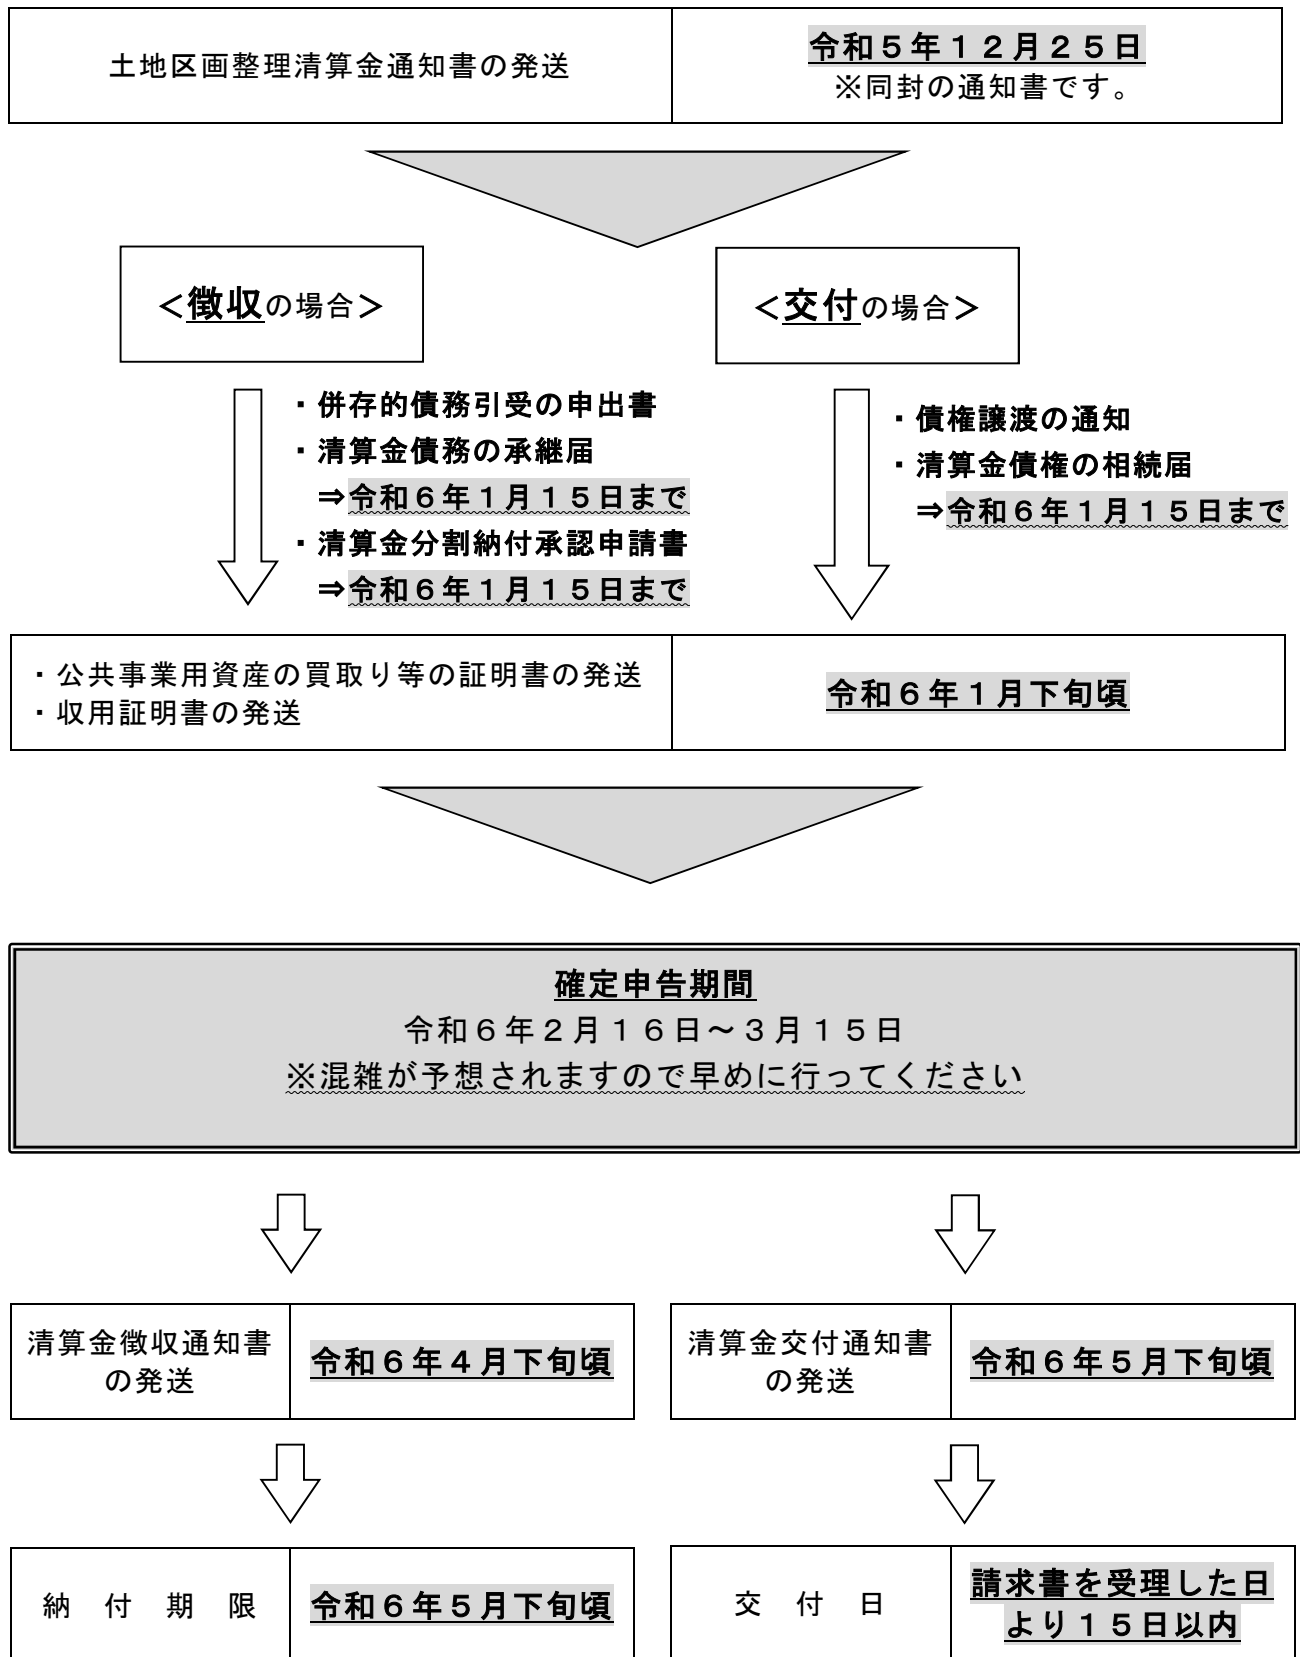 土地区画整理清算金通知書の発送
令和５年１２月２５日
※同封の通知書です。
＜徴収の場合＞
・併存的債務引受の申出書
・清算金債務の承継届
⇒令和６年１月１５日まで
・清算金分割納付承認申請書
⇒令和６年１月１５日まで
＜交付の場合＞
・債権譲渡の通知
・清算金債権の相続届
⇒令和６年１月１５日まで
・公共事業用資産の買取り等の証明書の発送
・収用証明書の発送
令和６年１月下旬頃
確定申告期間
令和６年２月１６日～３月１５日
※混雑が予想されますので早めに行ってください
清算金徴収通知書
の発送
令和６年４月下旬頃
清算金交付通知書
の発送
令和６年５月下旬頃
納　付　期　限
令和６年５月下旬頃
交　付　日
請求書を受理した日
より１５日以内